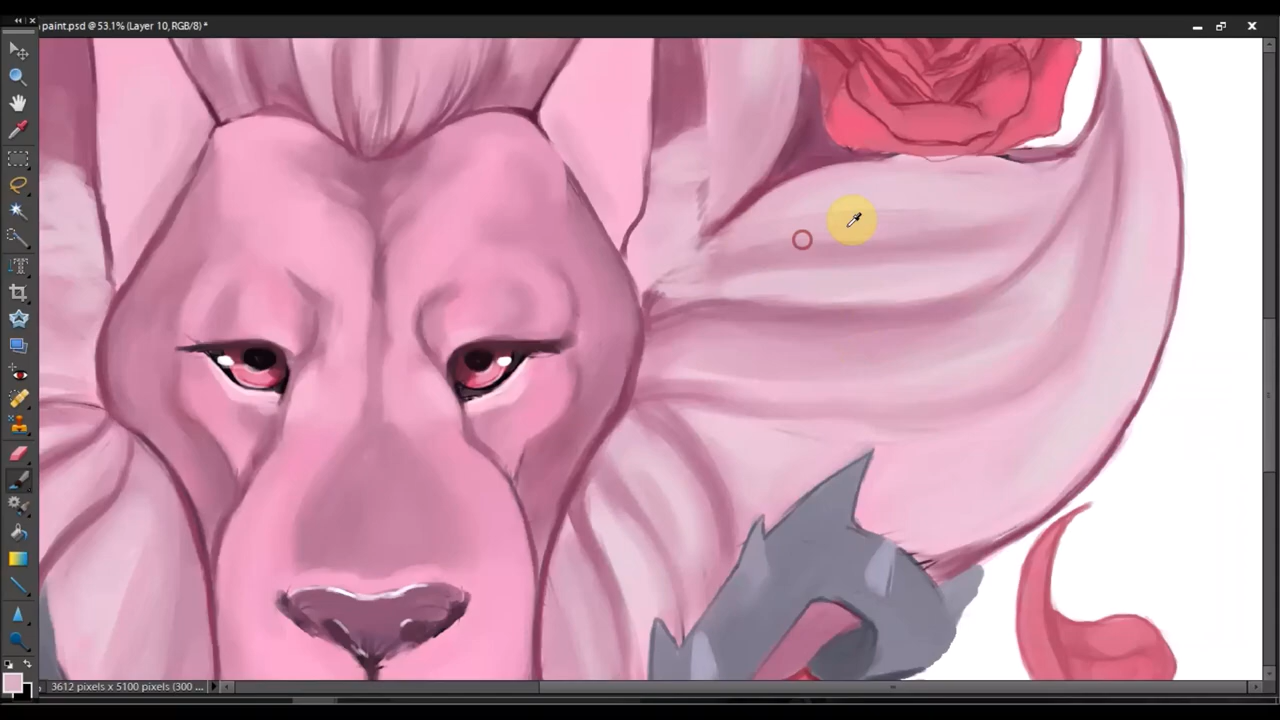 paint.psd @ 53.1% (Layer 10, RGB/8) *
3612 pixels x 5100 pixels (300 ...